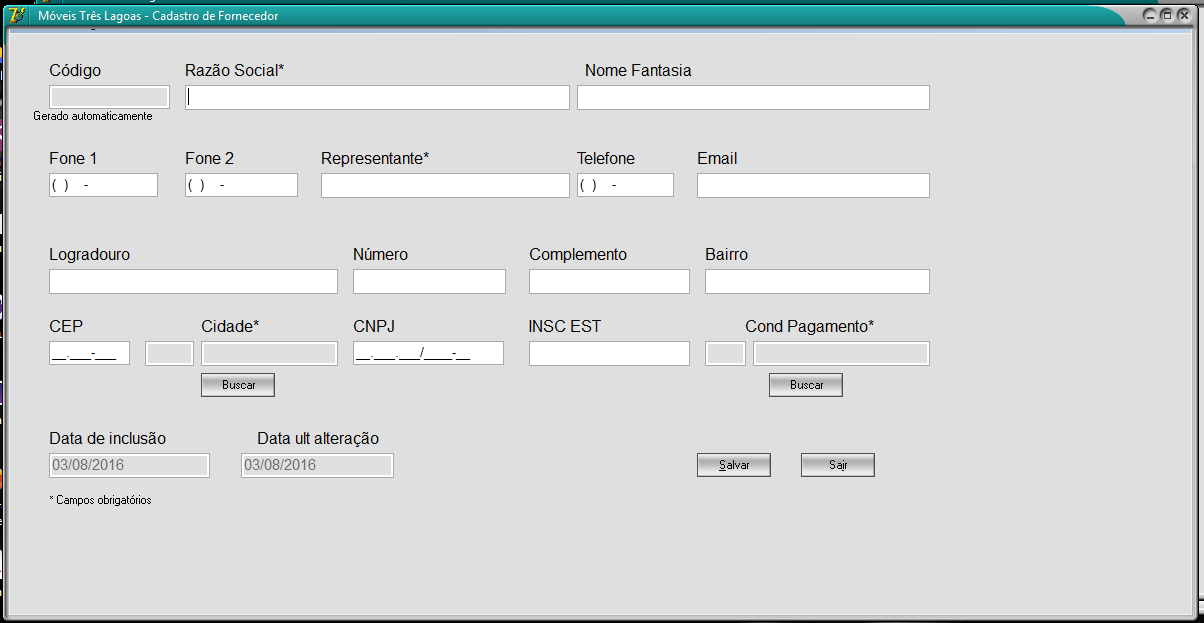 Móveis Três Lagoas - Cadastro de Fornecedor
Código Razão Social* Nome Fantasia
Gerado automaticamente
Fone 1 Fone 2 Representante* Telefone Email
( ) - ( ) - ( ) -
Logradouro Número Complemento Bairro
CEP Cidade* CNPJ INSC EST Cond Pagamento*
__.___-___ __.___.___/____-__
Buscar Buscar
Data de inclusão Data ult alteração
03/08/2016 03/08/2016 Salvar Sair
* Campos obrigatórios